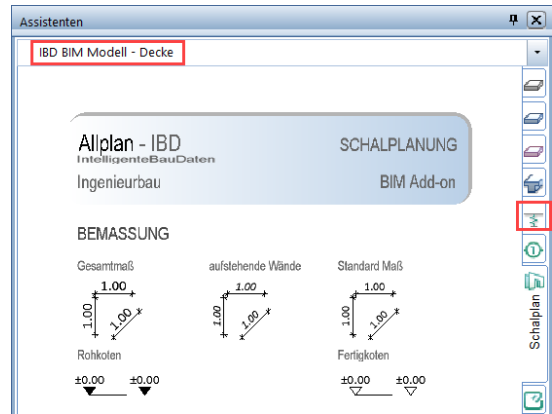 Assistenten
IBD BIM Modell - Decke
Allplan - IBD
IntelligenteBauDaten
SCHALPLANUNG
Ingenieurbau
BIM Add-on
BEMASSUNG
Gesamtmaß
aufstehende Wände
Standard Maß
1.00
1.00
1.00
1.00
1.00
1.00
1.00
1.00
1.00
Rohkoten
Fertigkoten
±0.00
±0.00
±0.00
±0.00
1
Schalplan